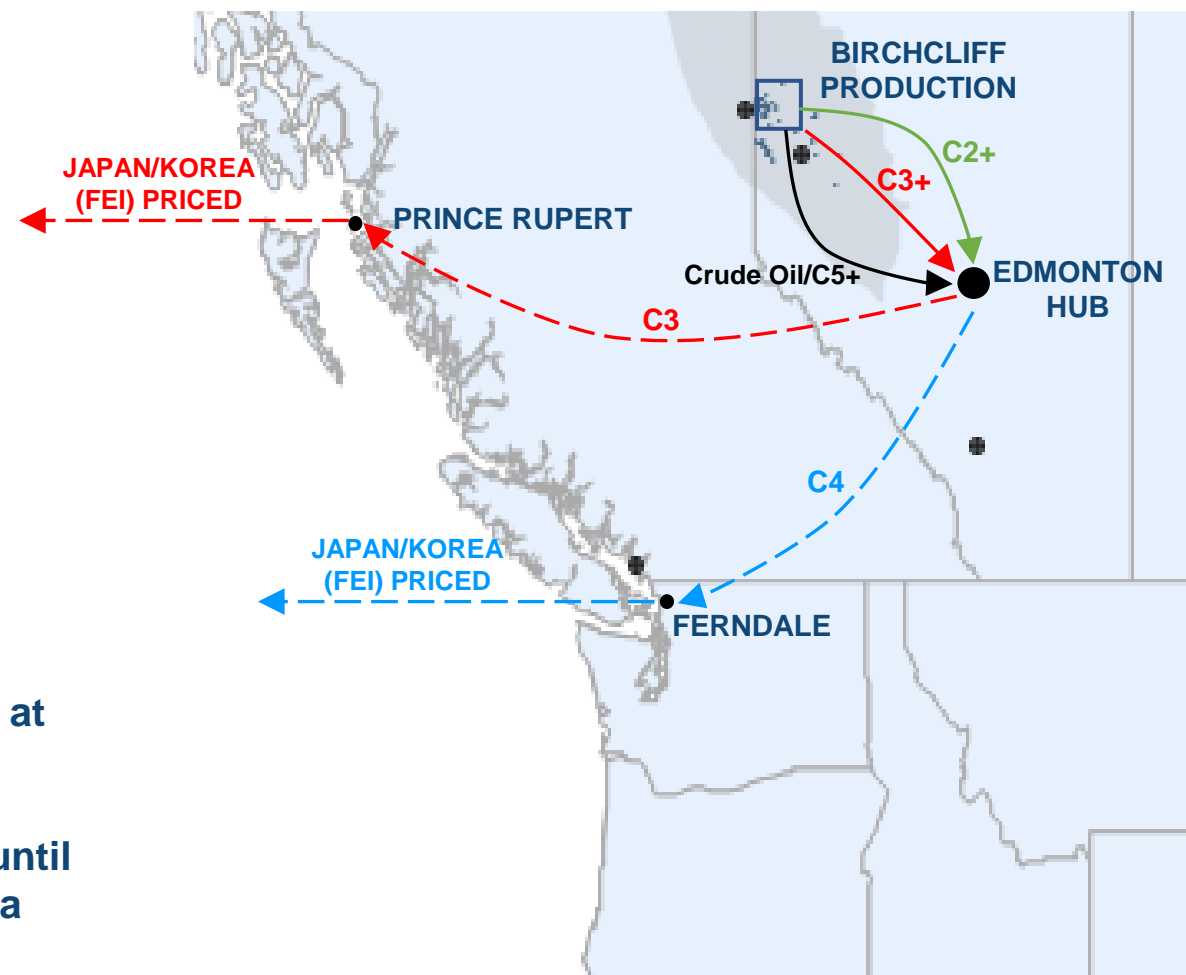 BIRCHCLIFF
PRODUCTION
JAPAN/KOREA
(FEI) PRICED
C2+
C3+
PRINCE RUPERT
Crude Oil/C5+
EDMONTON
HUB
C3
C4
JAPAN/KOREA
(FEI) PRICED
FERNDALE
at
until
a